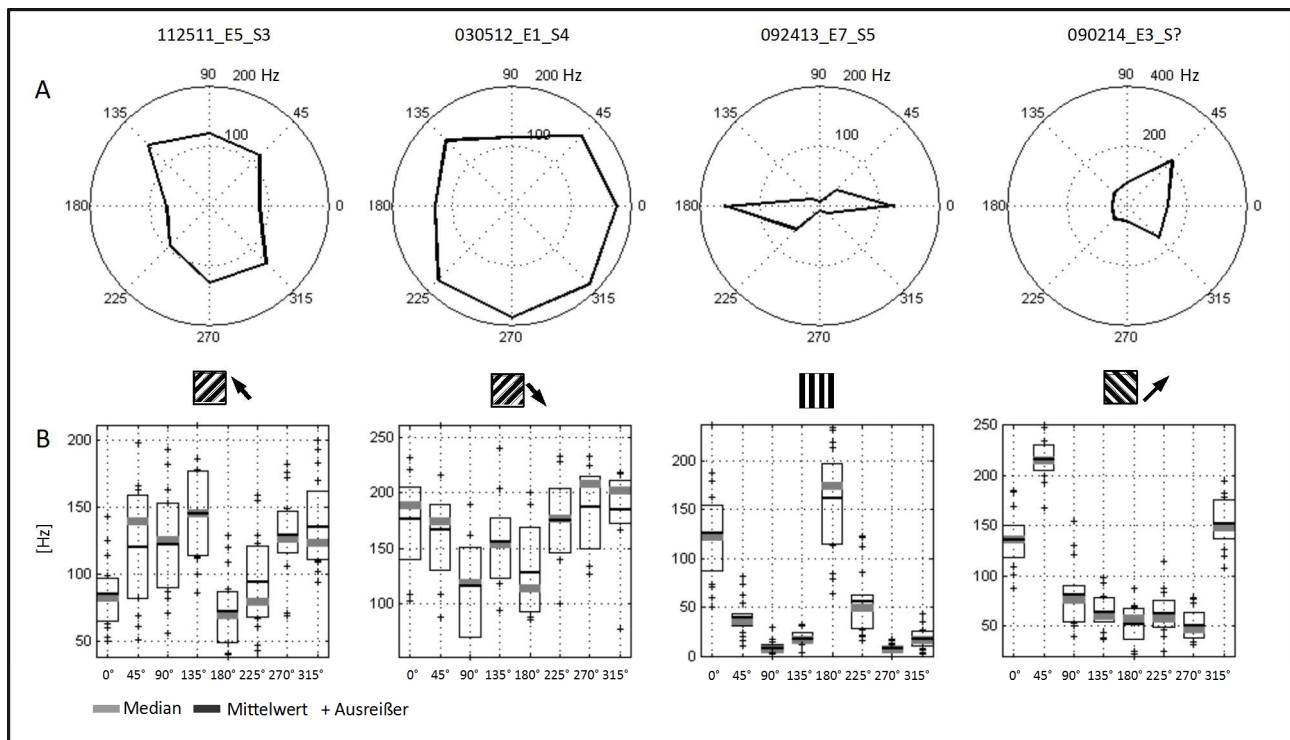 112511_E5_S3 030512_E1_S4 092413_E7_S5 090214_E3_S?
A
90 200 Hz 90 200 Hz 90 200 Hz 90 400 Hz
135 45 135 45 135 45 135 45
100 100 100 200
180 0 180 0 180 0 180 0
225 315 225 315 225 315 225 315
270 270 270 270
B
[Hz]
200 150 100 50
0° 45° 90° 135° 180° 225° 270° 315°
250 200 150 100
0° 45° 90° 135° 180° 225° 270° 315°
200 150 100 50 0
0° 45° 90° 135° 180° 225° 270° 315°
250 200 150 100 50
0° 45° 90° 135° 180° 225° 270° 315°
Median Mittelwert + Ausreißer